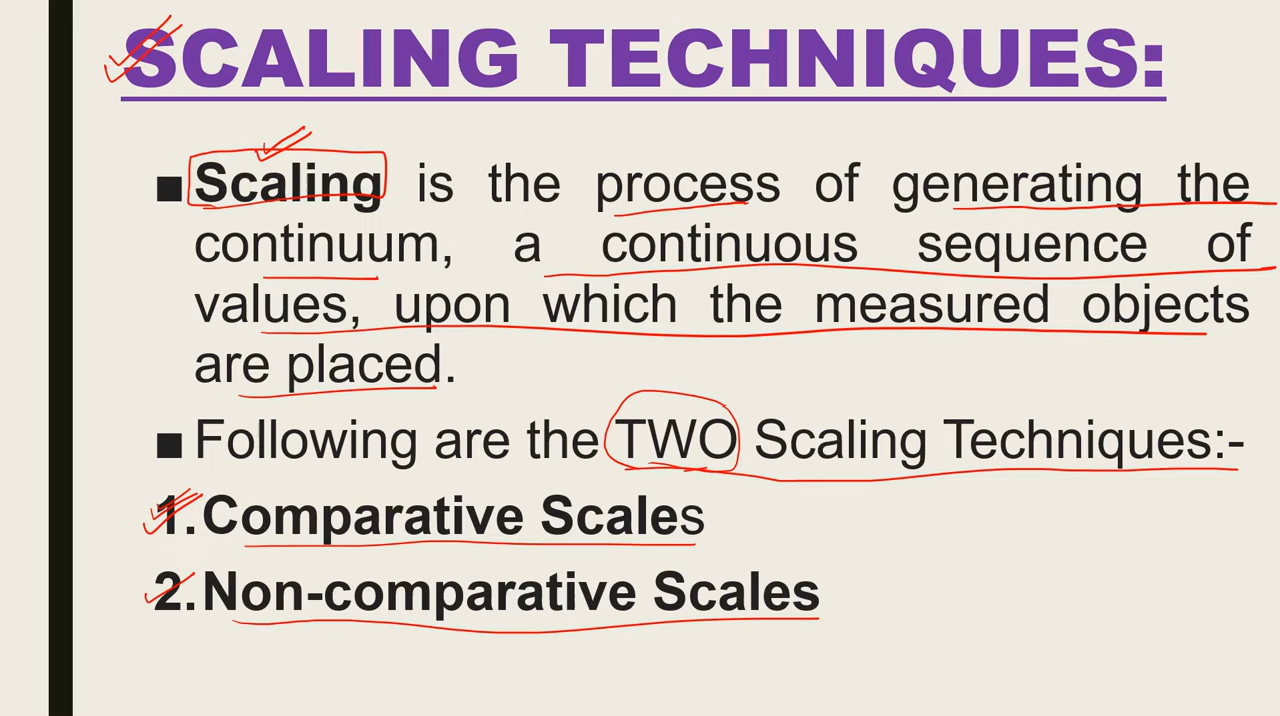 SCALING TECHNIQUES:
■ Scaling is the process of generating the
continuum, a continuous sequence of
values, upon which the measured objects
are placed.
■ Following are the TWO Scaling Techniques:-
1. Comparative Scales
2. Non-comparative Scales